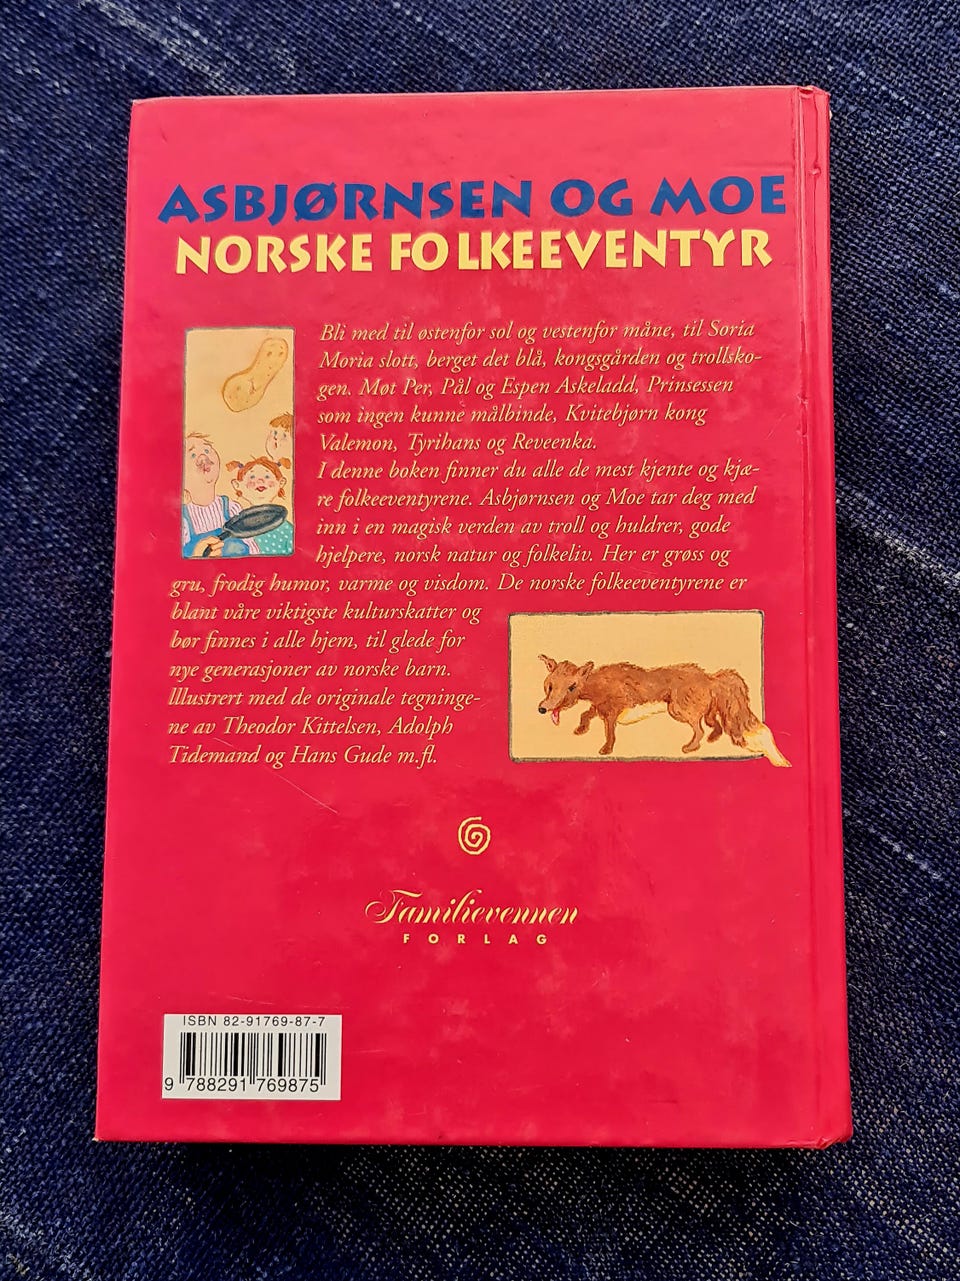 ASBJØRNSEN OG MOE
NORSKE FOLKEEVENTYR
Bli med til østenfor sol og vestenfor måne, til Soria
Moria slott, berget det blå, kongsgården og trollsko-
gen. Møt Per, Pål og Espen Askeladd, Prinsessen
som ingen kunne målbinde, Kvitebjørn kong
Valemon, Tyrihans og Reveenka.
I denne boken finner du alle de mest kjente og kjæ-
re folkeeventyrene. Asbjørnsen og Moe tar deg med
inn i en magisk verden av troll og huldrer, gode
hjelpere, norsk natur og folkeliv. Her er grøss og
gru, frodig humor, varme og visdom. De norske folkeeventyrene er
blant våre viktigste kulturskatter og
bør finnes i alle hjem, til glede for
nye generasjoner av norske barn.
Illustrert med de originale tegninge-
ne av Theodor Kittelsen, Adolph
Tidemand og Hans Gude m.fl.
Familievennen
FORLAG
ISBN 82-91769-87-7
9 788291 769875